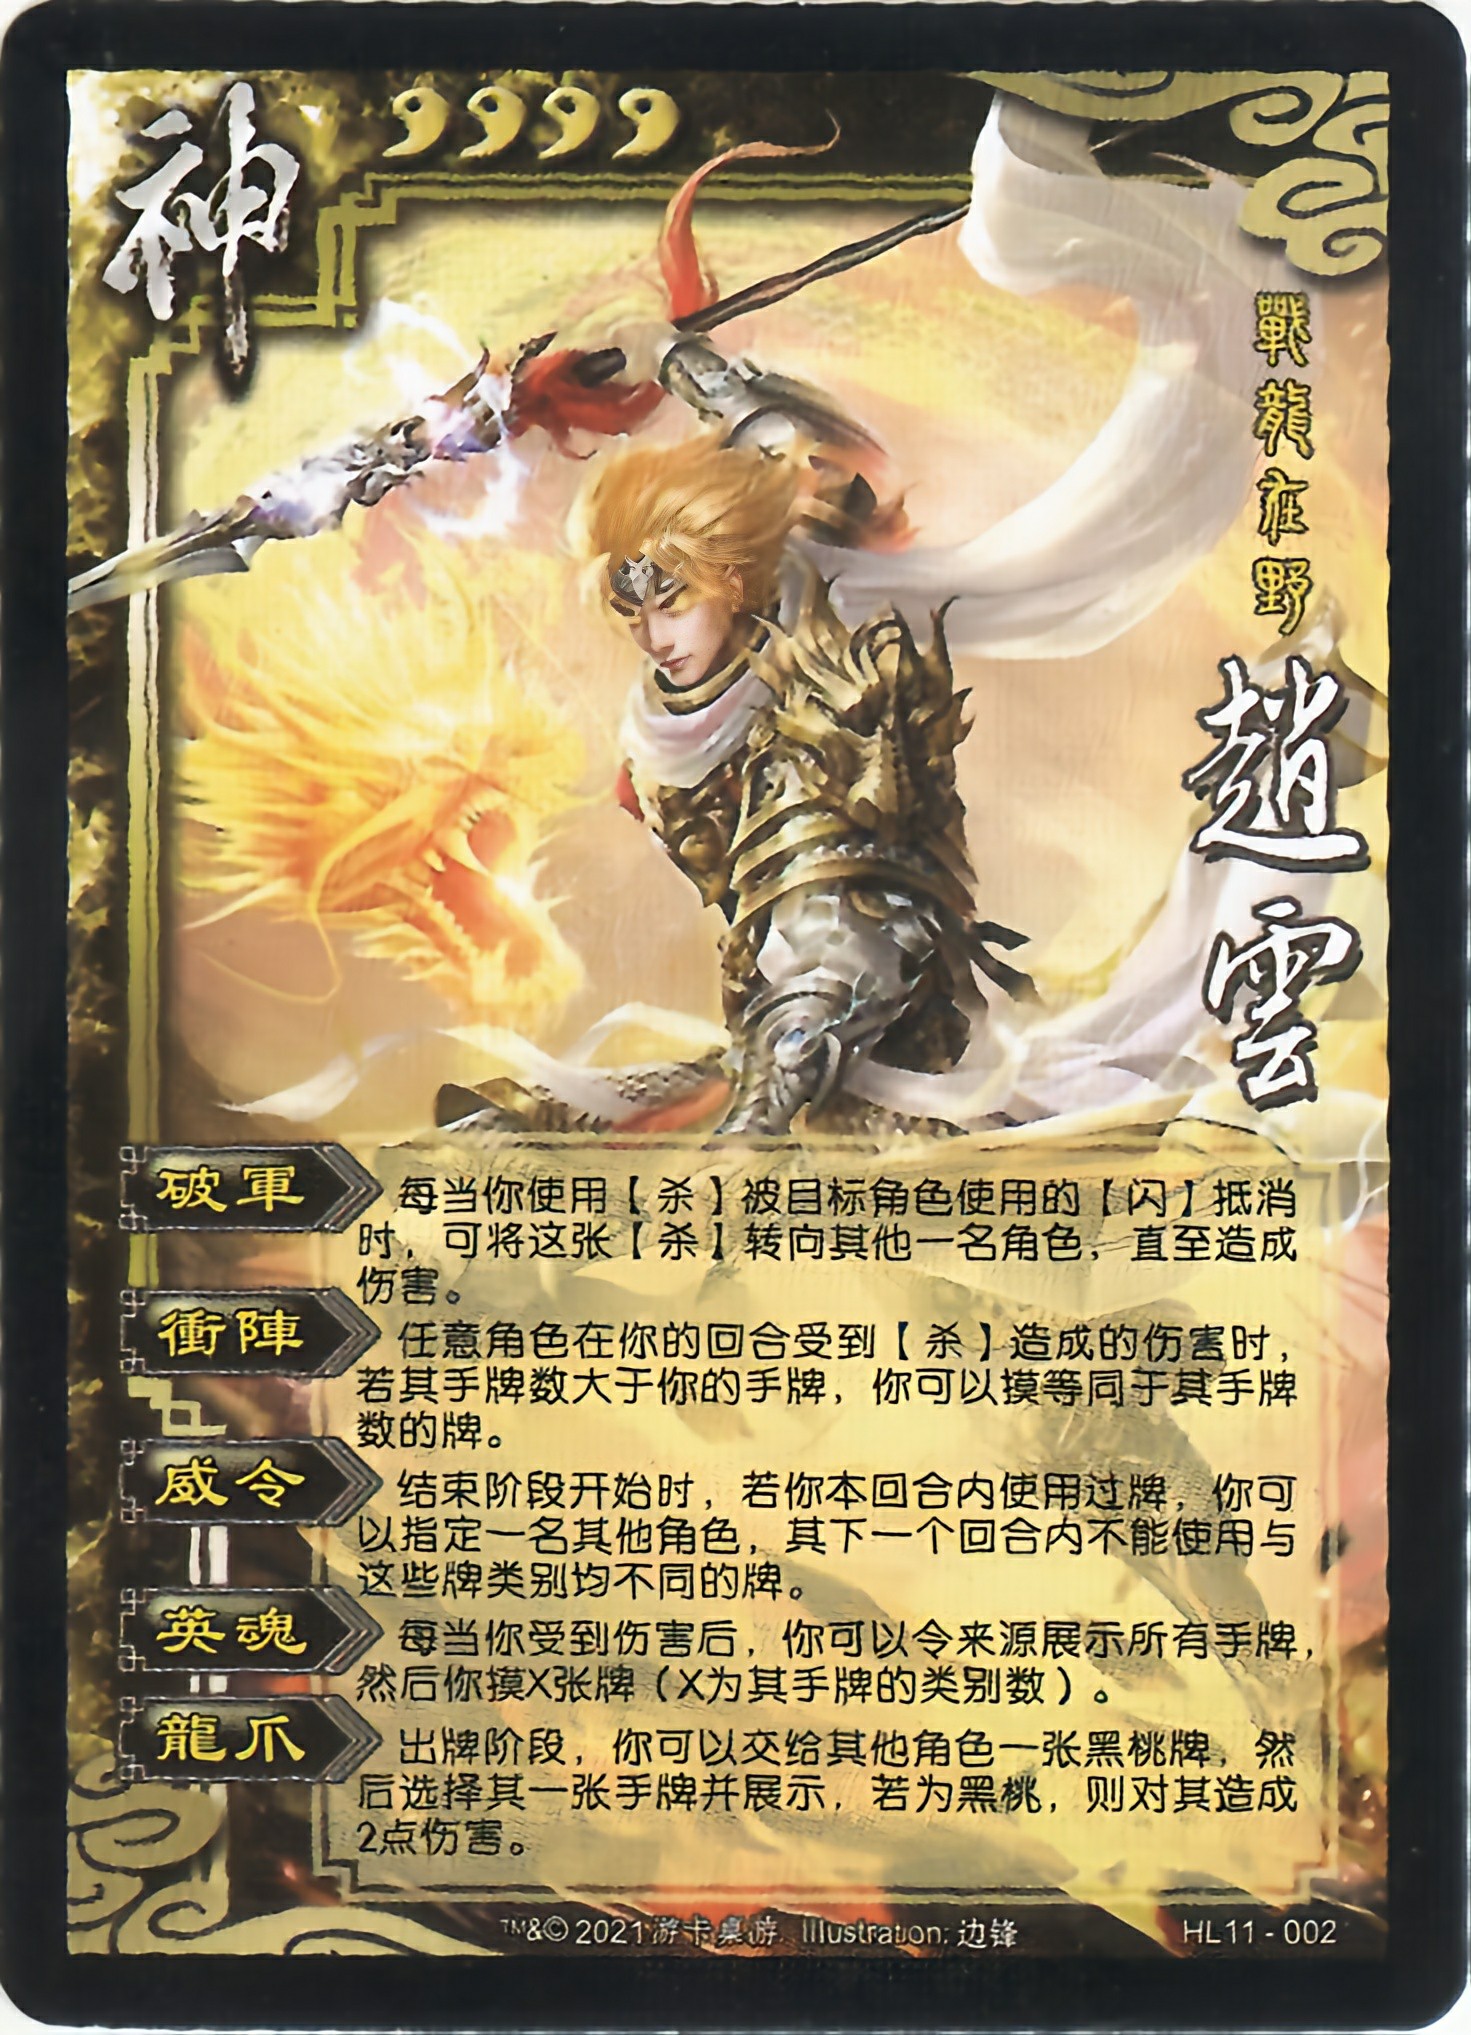 神
戰龍在野
趙雲
破軍
每当你使用【杀】被目标角色使用的【闪】抵消
时，可将这张【杀】转向其他一名角色，直至造成
伤害。
衝陣
任意角色在你的回合受到【杀】造成的伤害时，
若其手牌数大于你的手牌，你可以摸等同于其手牌
数的牌。
威令
结束阶段开始时，若你本回合内使用过牌，你可
以指定一名其他角色，其下一个回合内不能使用与
这些牌类别均不同的牌。
英魂
每当你受到伤害后，你可以令来源展示所有手牌，
然后你摸X张牌（X为其手牌的类别数）。
龍爪
出牌阶段，你可以交给其他角色一张黑桃牌，然
后选择其一张手牌并展示，若为黑桃，则对其造成
2点伤害。
™&© 2021 游卡桌游. Illustration: 边锋
HL11 - 002